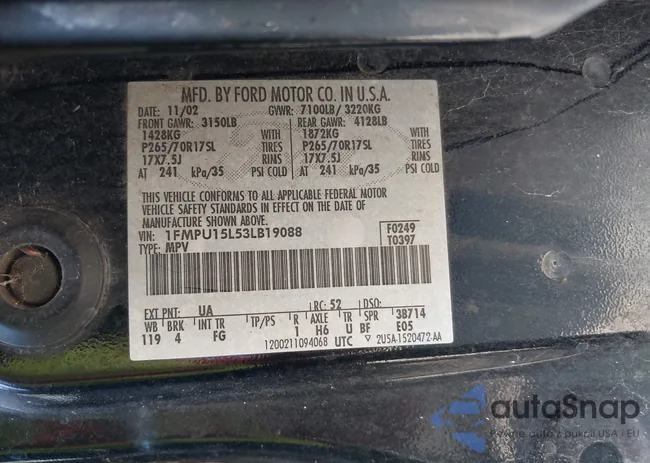 MFD. BY FORD MOTOR CO. IN U.S.A.
DATE: 11/02 GVWR: 7100LB/ 3220KG
FRONT GAWR: 3150LB REAR GAWR: 4128LB
1428KG WITH 1872KG WITH
P265/70R17SL TIRES P265/70R17SL TIRES
17X7.5J RIMS 17X7.5J RIMS
AT 241 kPa/35 PSI COLD AT 241 kPa/35 PSI COLD
THIS VEHICLE CONFORMS TO ALL APPLICABLE FEDERAL MOTOR
VEHICLE SAFETY STANDARDS IN EFFECT ON THE DATE OF
MANUFACTURE SHOWN ABOVE.
VIN: 1FMPU15L53LB19088 F0249
TYPE: MPV T0397
EXT PNT: UA RC: 52 DSO:
WB BRK INT TR TP/PS R AXLE TR SPR 3B714
119 4 FG 1 H6 U BF E05
1200211094068 UTC 2U5A-1520472-AA
autoSnap
Pewne auto z aukcji USA i EU